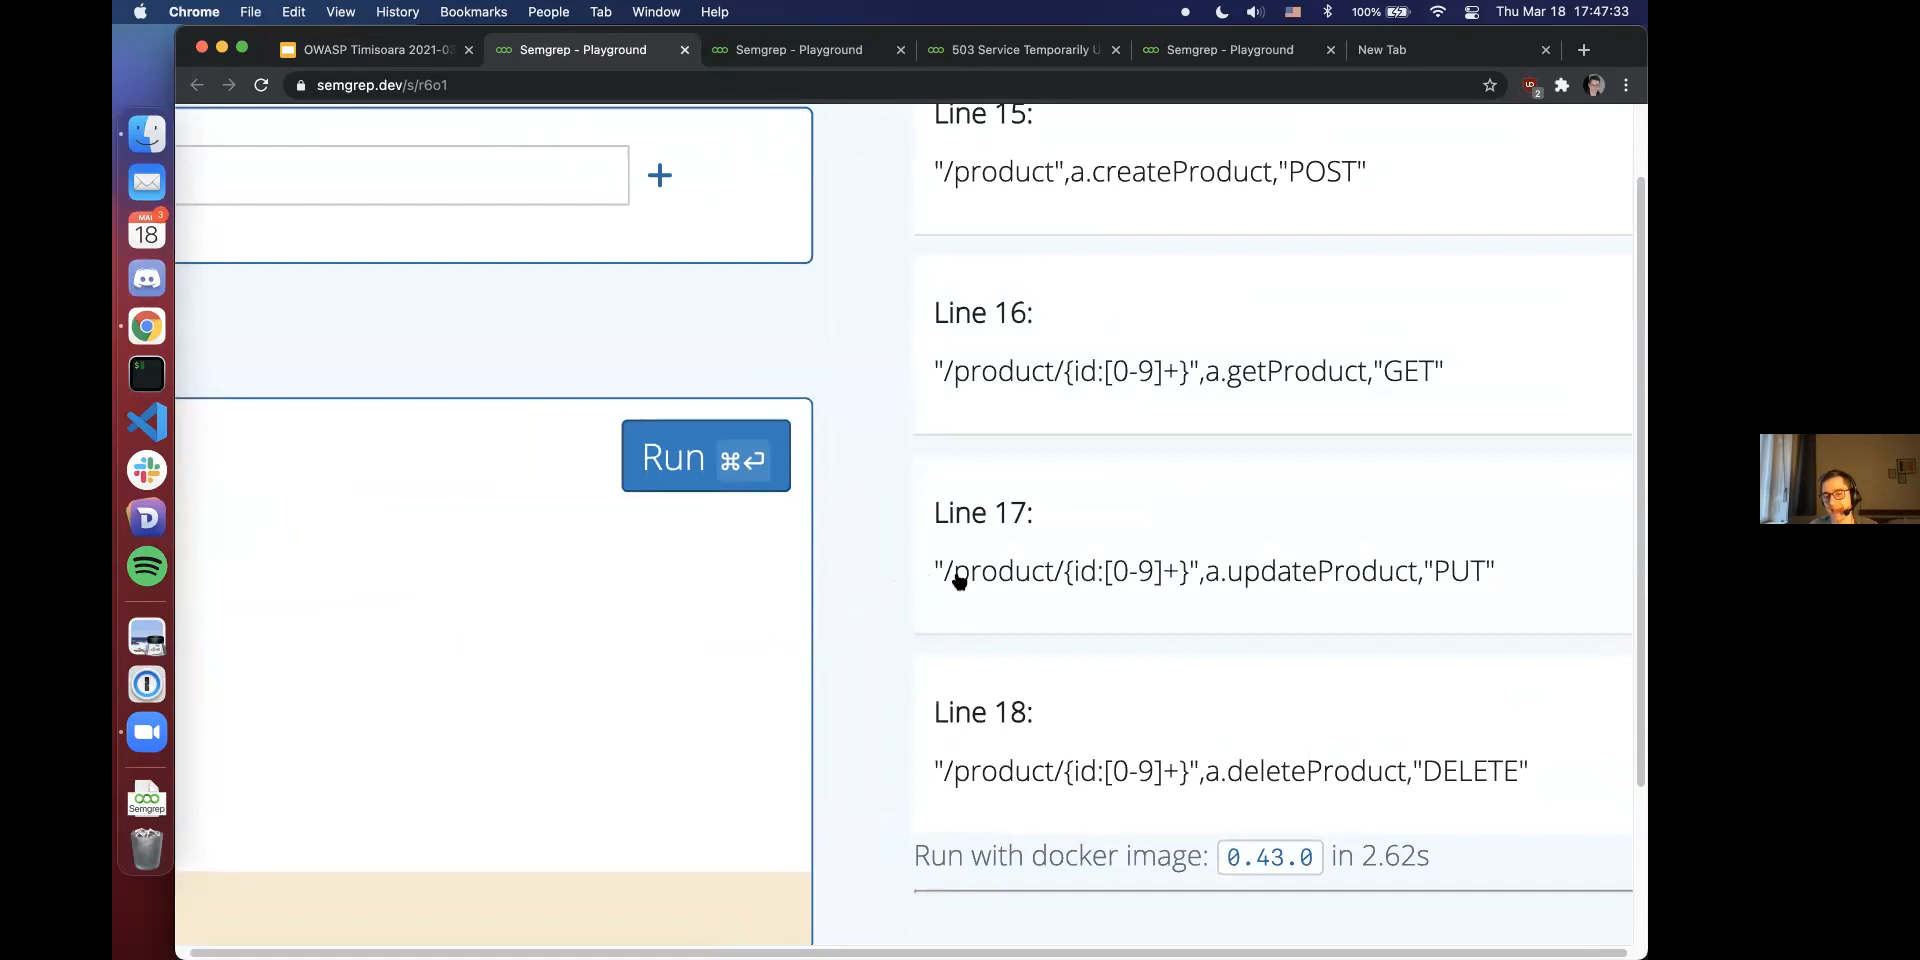 Chrome File Edit View History Bookmarks People Tab Window Help
100%
Thu Mar 18 17:47:33
OWASP Timisoara 2021-03
Semgrep - Playground
Semgrep - Playground
503 Service Temporarily U
Semgrep - Playground
New Tab
semgrep.dev/s/r6o1
2
MAI 3
18
Semgrep
+
Run ⌘↩
Line 15:
"/product",a.createProduct,"POST"
Line 16:
"/product/{id:[0-9]+}",a.getProduct,"GET"
Line 17:
"/product/{id:[0-9]+}",a.updateProduct,"PUT"
Line 18:
"/product/{id:[0-9]+}",a.deleteProduct,"DELETE"
Run with docker image: 0.43.0 in 2.62s